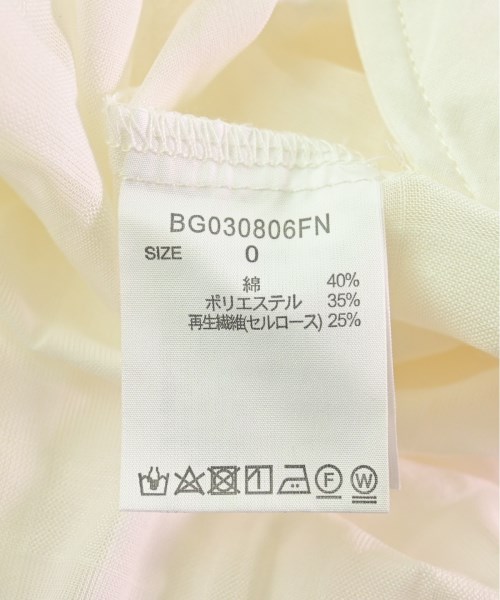 BG030806FN
SIZE 0
綿 40%
ポリエステル 35%
再生繊維(セルロース) 25%
F W